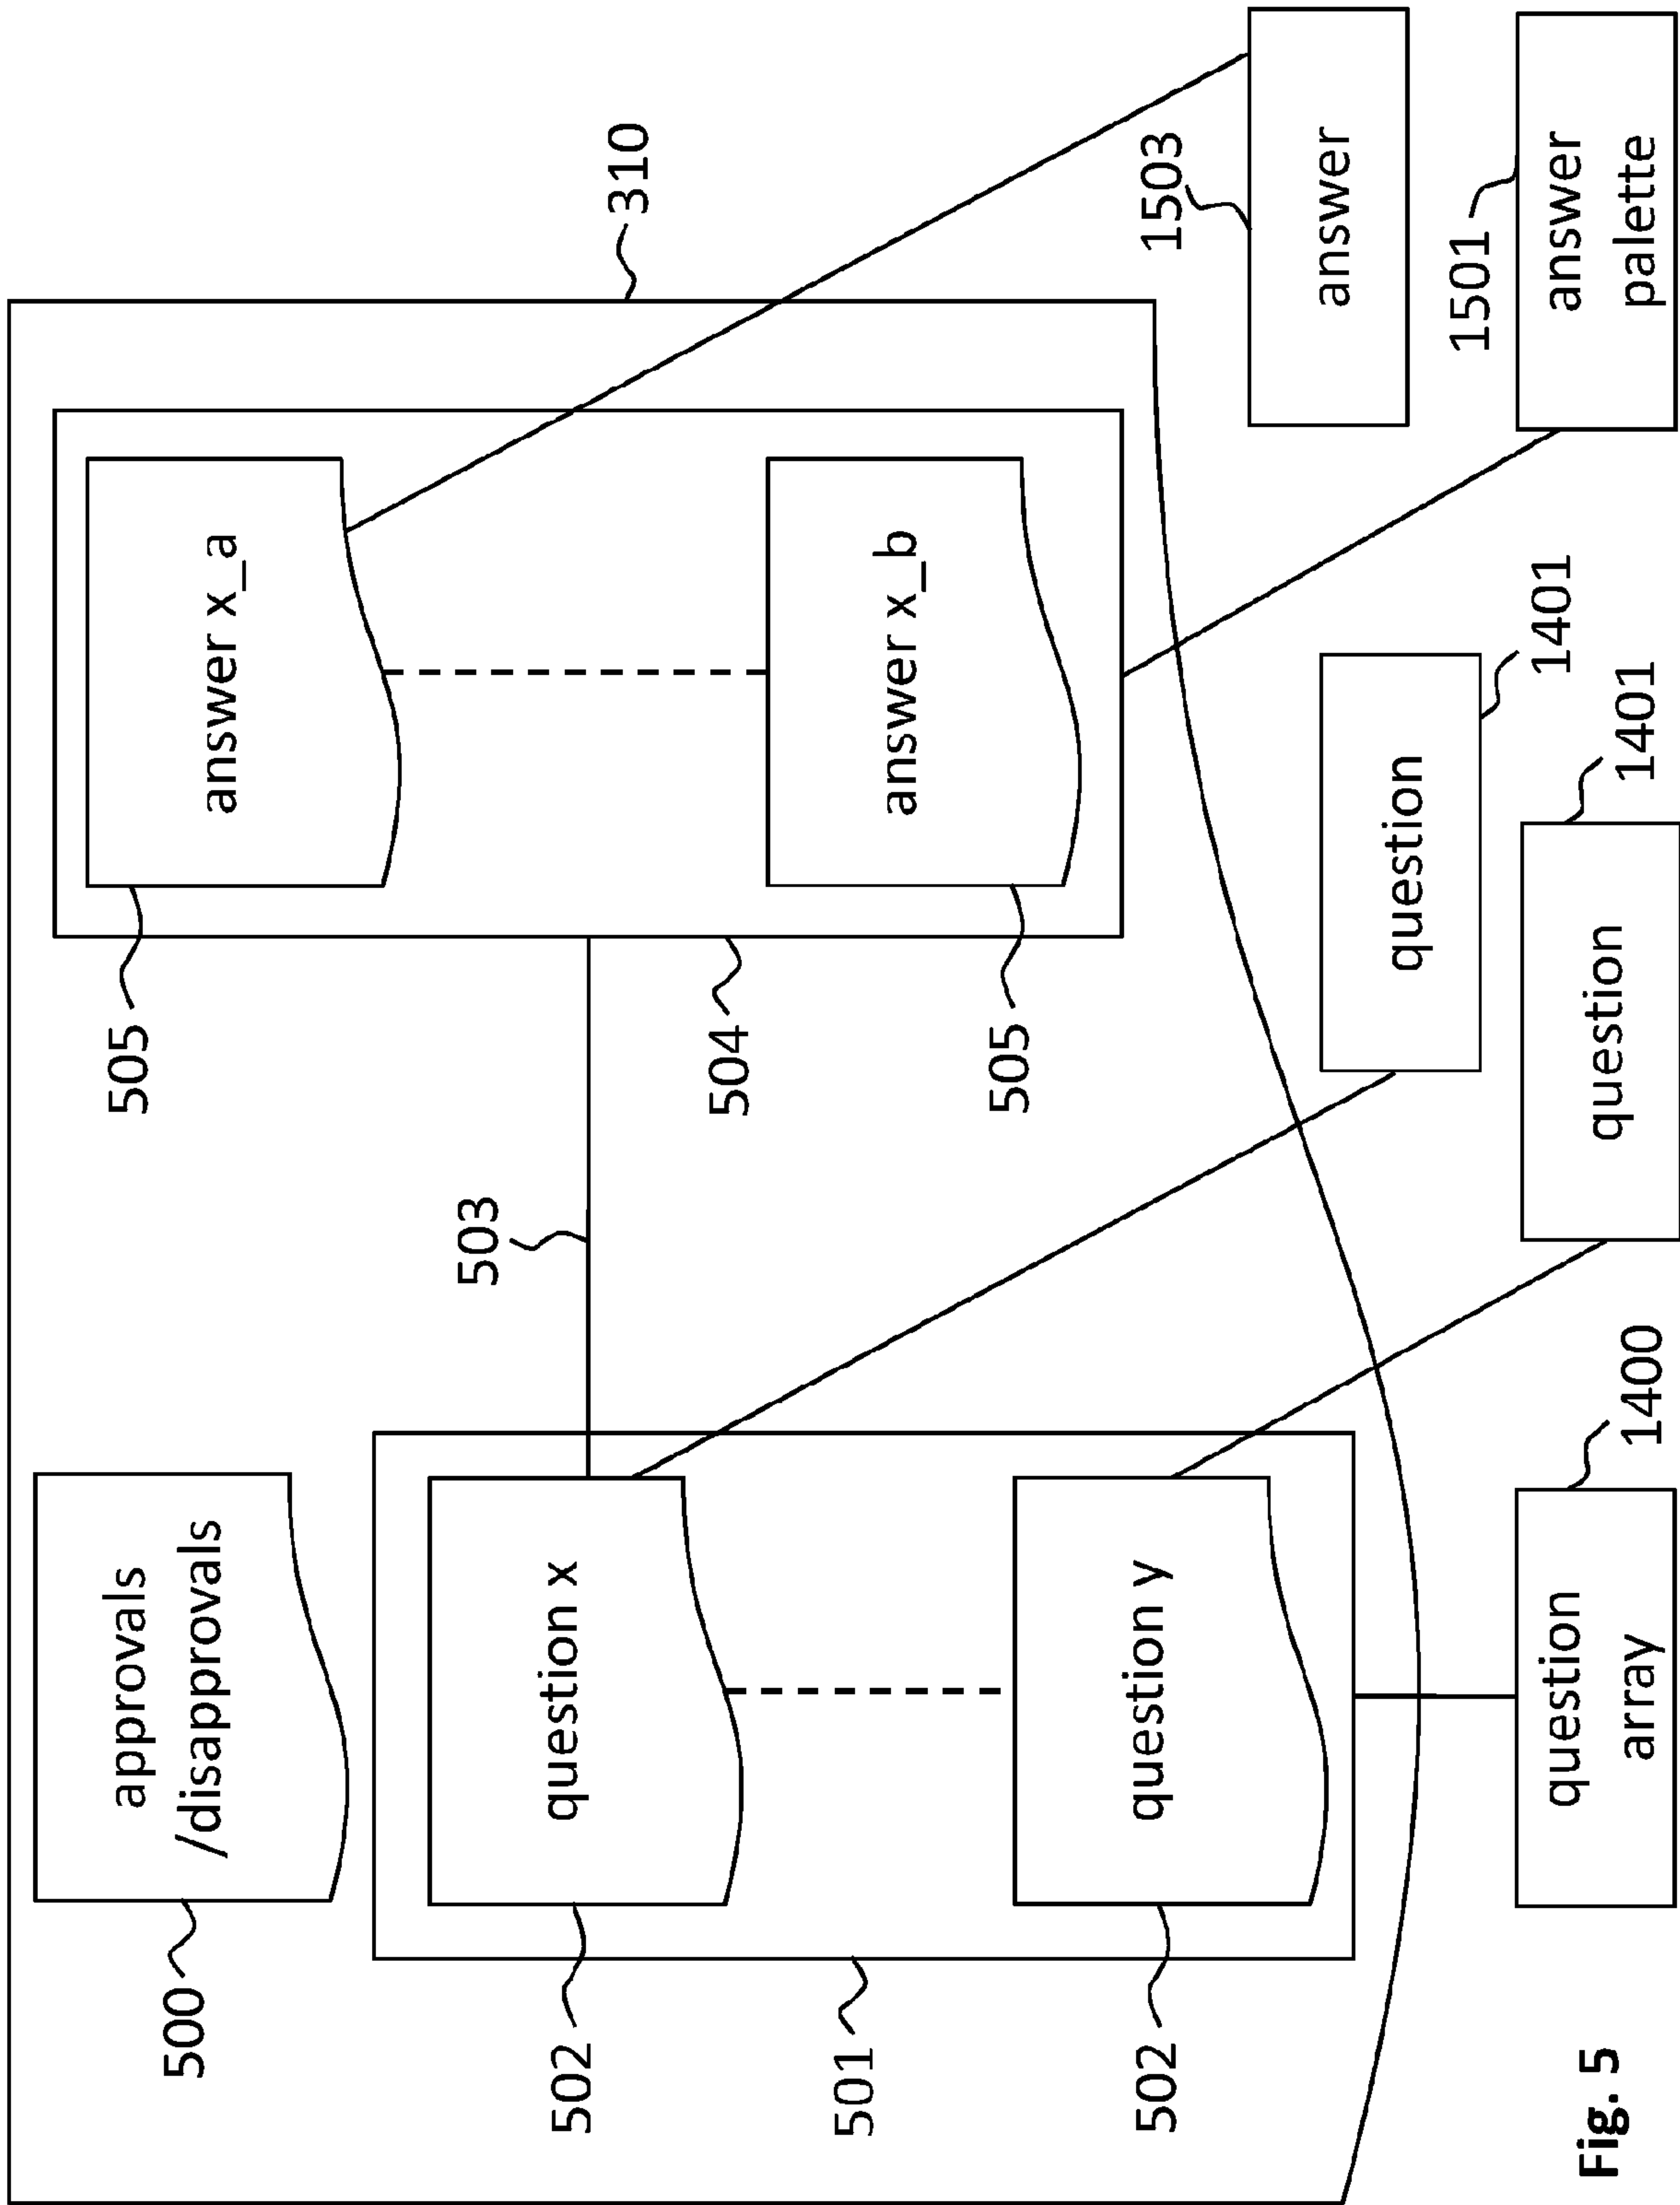 310
500
approvals
/disapprovals
505
answer x_a
503
502
question x
504
501
505
answer x_b
502
question y
1503
answer
1401
question
1400
question
array
1401
question
1501
answer
palette
Fig. 5